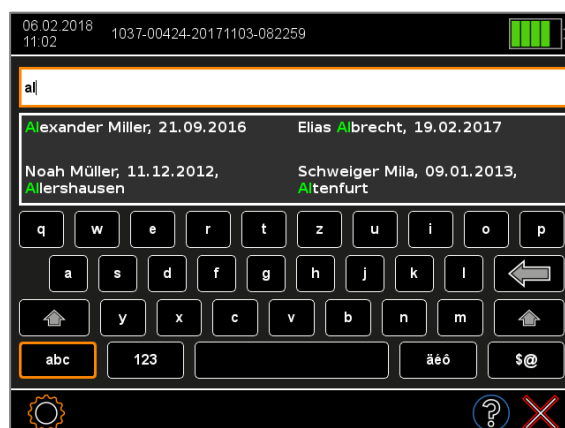 06.02.2018
11:02
1037-00424-20171103-082259
al
Alexander Miller, 21.09.2016
Elias Albrecht, 19.02.2017
Noah Müller, 11.12.2012,
Allershausen
Schweiger Mila, 09.01.2013,
Altenfurt
q w e r t z u i o p
a s d f g h j k l
y x c v b n m
abc 123 äéô $@
?